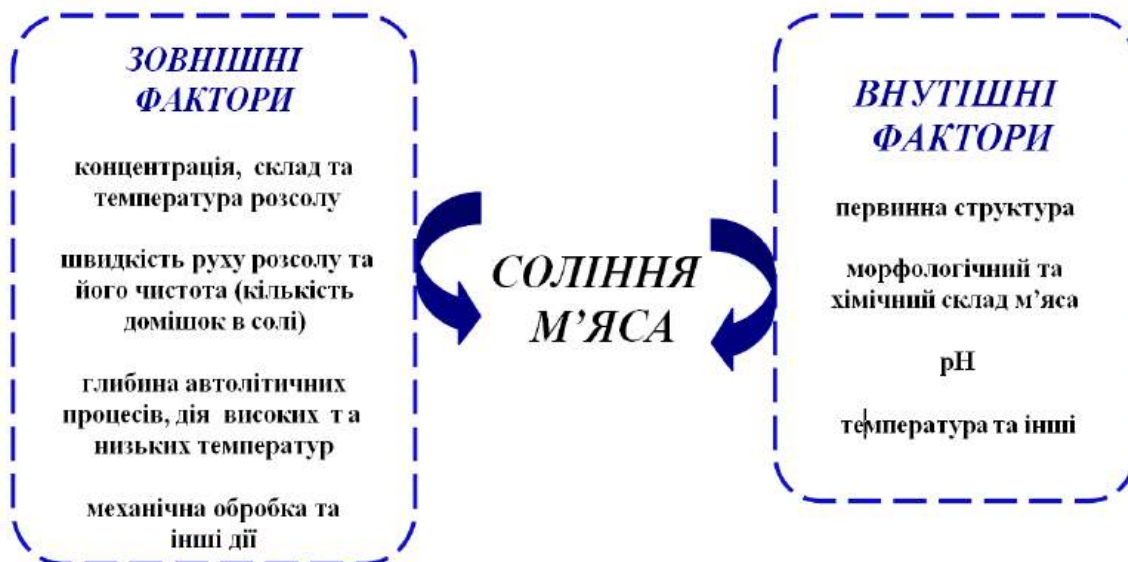 ЗОВНІШНІ
ФАКТОРИ
концентрація, склад та
температура розсолу
швидкість руху розсолу та
його чистота (кількість
домішок в солі)
глибина автолітичних
процесів, дія високих т а
низьких температур
механічна обробка та
інші дії
СОЛІННЯ
М’ЯСА
ВНУТІШНІ
ФАКТОРИ
первинна структура
морфологічний та
хімічний склад м’яса
рН
температура та інші